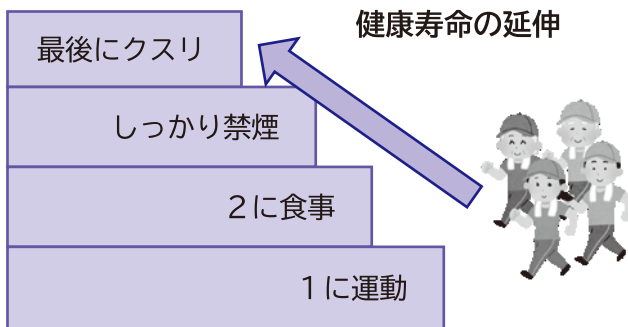 健康寿命の延伸
最後にクスリ
しっかり禁煙
２に食事
１に運動